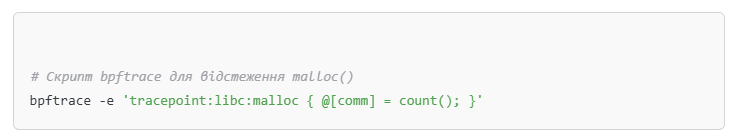 # Скрипт bpftrace для відстеження malloc()
bpftrace -e 'tracepoint:libc:malloc { @[comm] = count(); }'